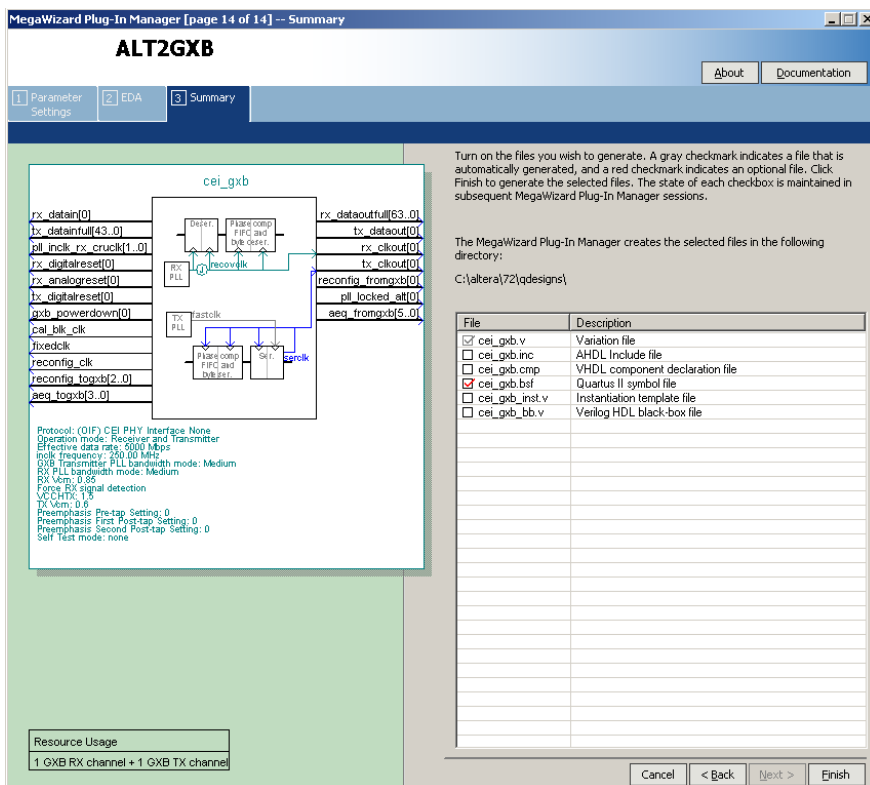 MegaWizard Plug-In Manager [page 14 of 14] -- Summary
ALT2GXB
About
Documentation
1 Parameter Settings
2 EDA
3 Summary
cei_gxb
rx_datain[0]
tx_datainfull[43..0]
pll_inclk_rx_cruclk[1..0]
rx_digitalreset[0]
rx_analogreset[0]
tx_digitalreset[0]
gxb_powerdown[0]
cal_blk_clk
fixedclk
reconfig_clk
reconfig_togxb[2..0]
aeq_togxb[3..0]
Deser.
Phase comp
FIFO and
byte deser.
RX
PLL
recovclk
TX
PLL
fastclk
Phase comp
FIFO and
byte ser.
Ser.
serclk
rx_dataoutfull[63..0]
tx_dataout[0]
rx_clkout[0]
tx_clkout[0]
reconfig_fromgxb[0]
pll_locked_alt[0]
aeq_fromgxb[5..0]
Protocol: (OIF) CEI PHY Interface None
Operation mode: Receiver and Transmitter
Effective data rate: 5000 Mbps
inclk frequency: 250.00 MHz
GXB Transmitter PLL bandwidth mode: Medium
RX PLL bandwidth mode: Medium
RX Vcm: 0.85
Force RX signal detection
VCCHTX: 1.5
TX Vcm: 0.6
Preemphasis Pre-tap Setting: 0
Preemphasis First Post-tap Setting: 0
Preemphasis Second Post-tap Setting: 0
Self Test mode: none
Resource Usage
1 GXB RX channel + 1 GXB TX channel
Turn on the files you wish to generate. A gray checkmark indicates a file that is
automatically generated, and a red checkmark indicates an optional file. Click
Finish to generate the selected files. The state of each checkbox is maintained in
subsequent MegaWizard Plug-In Manager sessions.
The MegaWizard Plug-In Manager creates the selected files in the following
directory:
C:\altera\72\qdesigns\
File Description
cei_gxb.v Variation file
cei_gxb.inc AHDL Include file
cei_gxb.cmp VHDL component declaration file
cei_gxb.bsf Quartus II symbol file
cei_gxb_inst.v Instantiation template file
cei_gxb_bb.v Verilog HDL black-box file
Cancel
< Back
Next >
Finish